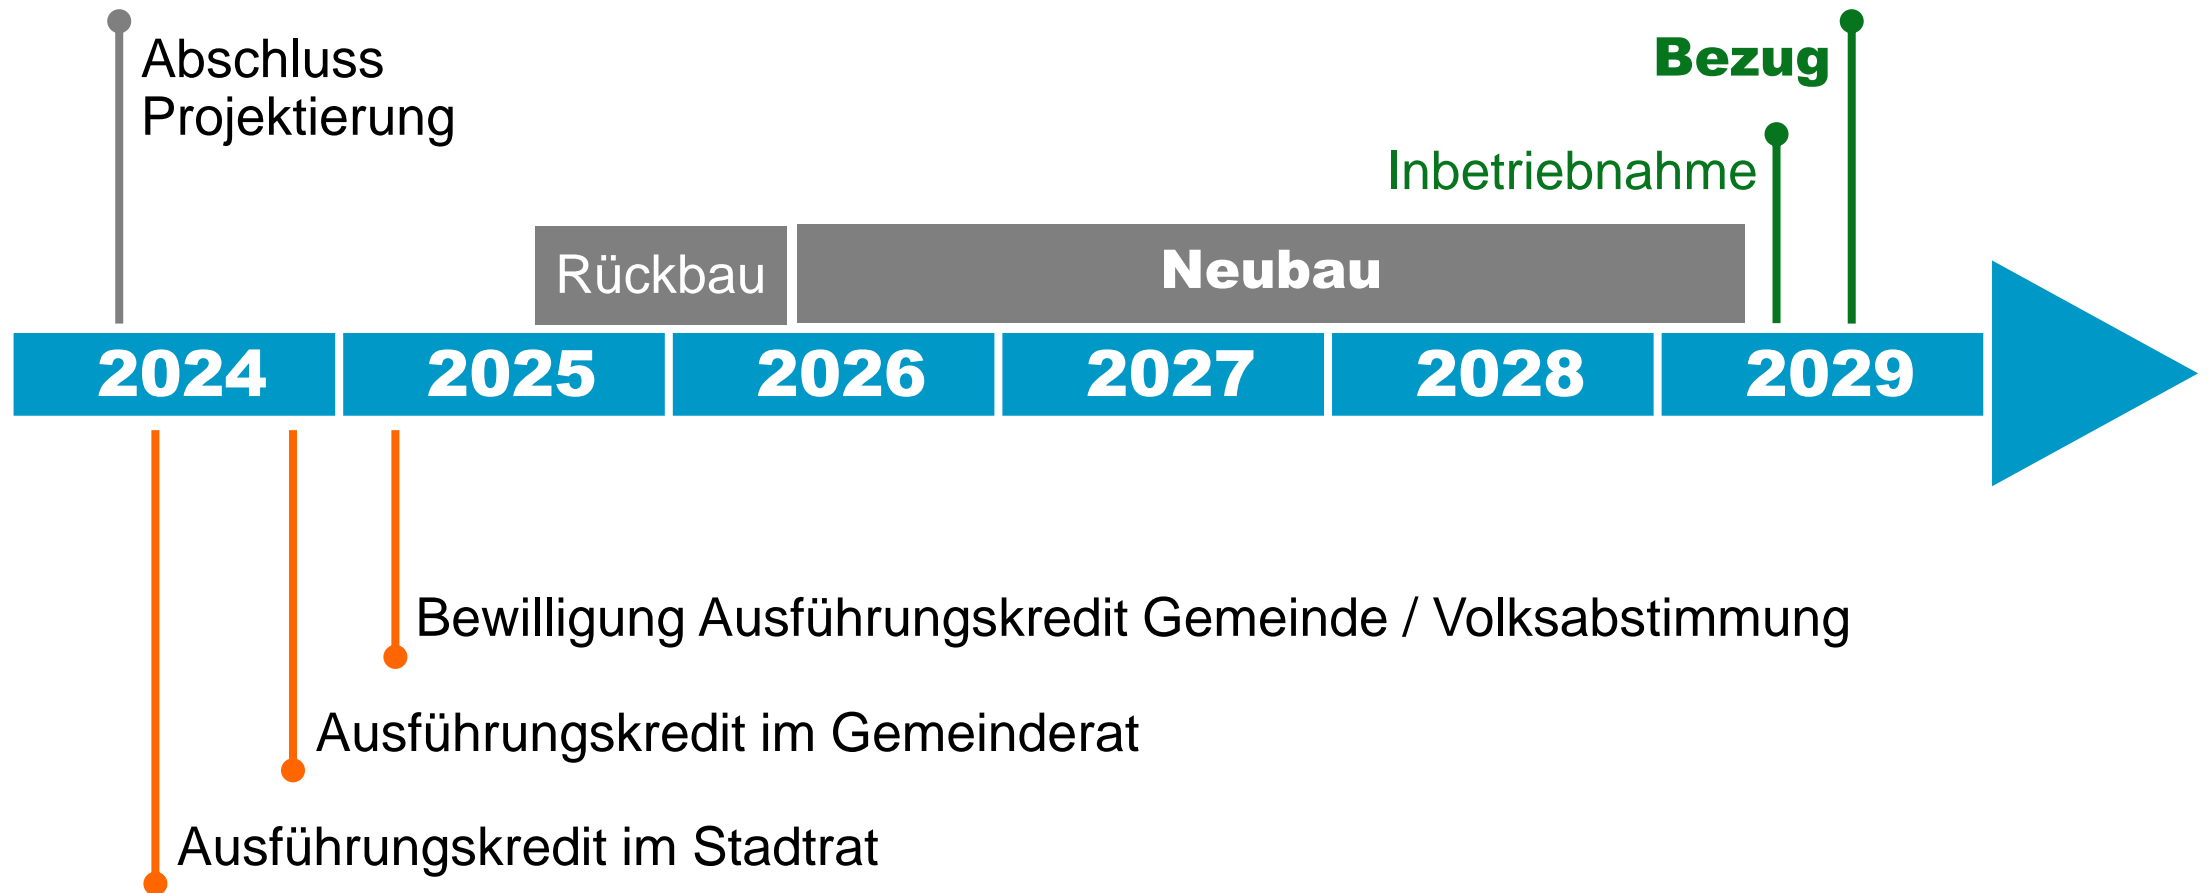 Abschluss
Projektierung
Bezug
Inbetriebnahme
Rückbau
Neubau
2024 2025 2026 2027 2028 2029
Bewilligung Ausführungskredit Gemeinde / Volksabstimmung
Ausführungskredit im Gemeinderat
Ausführungskredit im Stadtrat